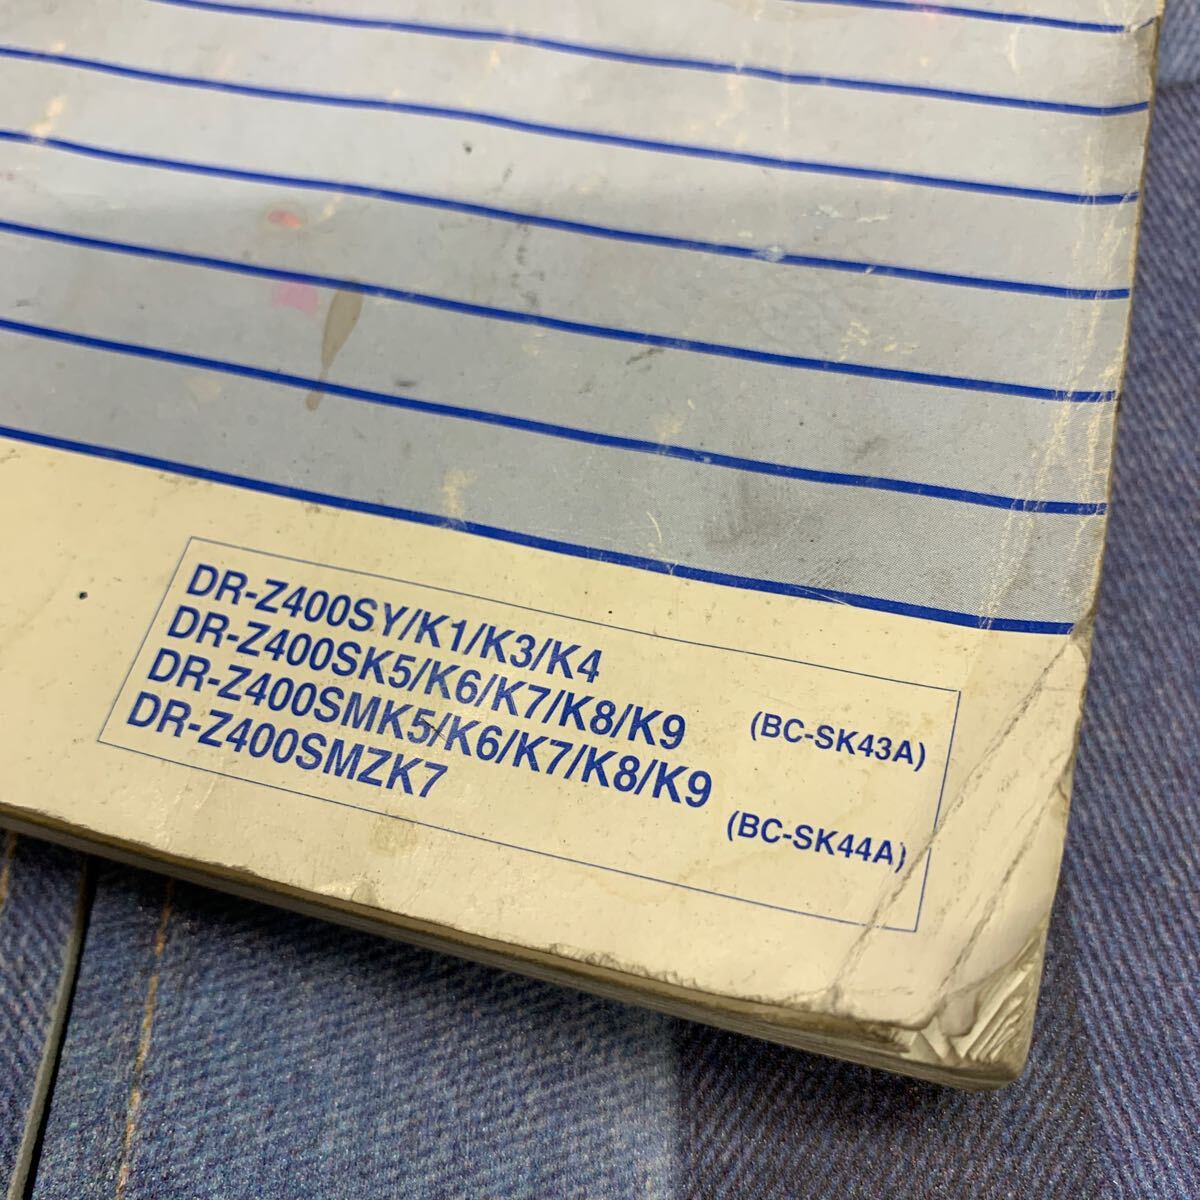 DR-Z400SY/K1/K3/K4
DR-Z400SK5/K6/K7/K8/K9 (BC-SK43A)
DR-Z400SMK5/K6/K7/K8/K9
DR-Z400SMZK7 (BC-SK44A)